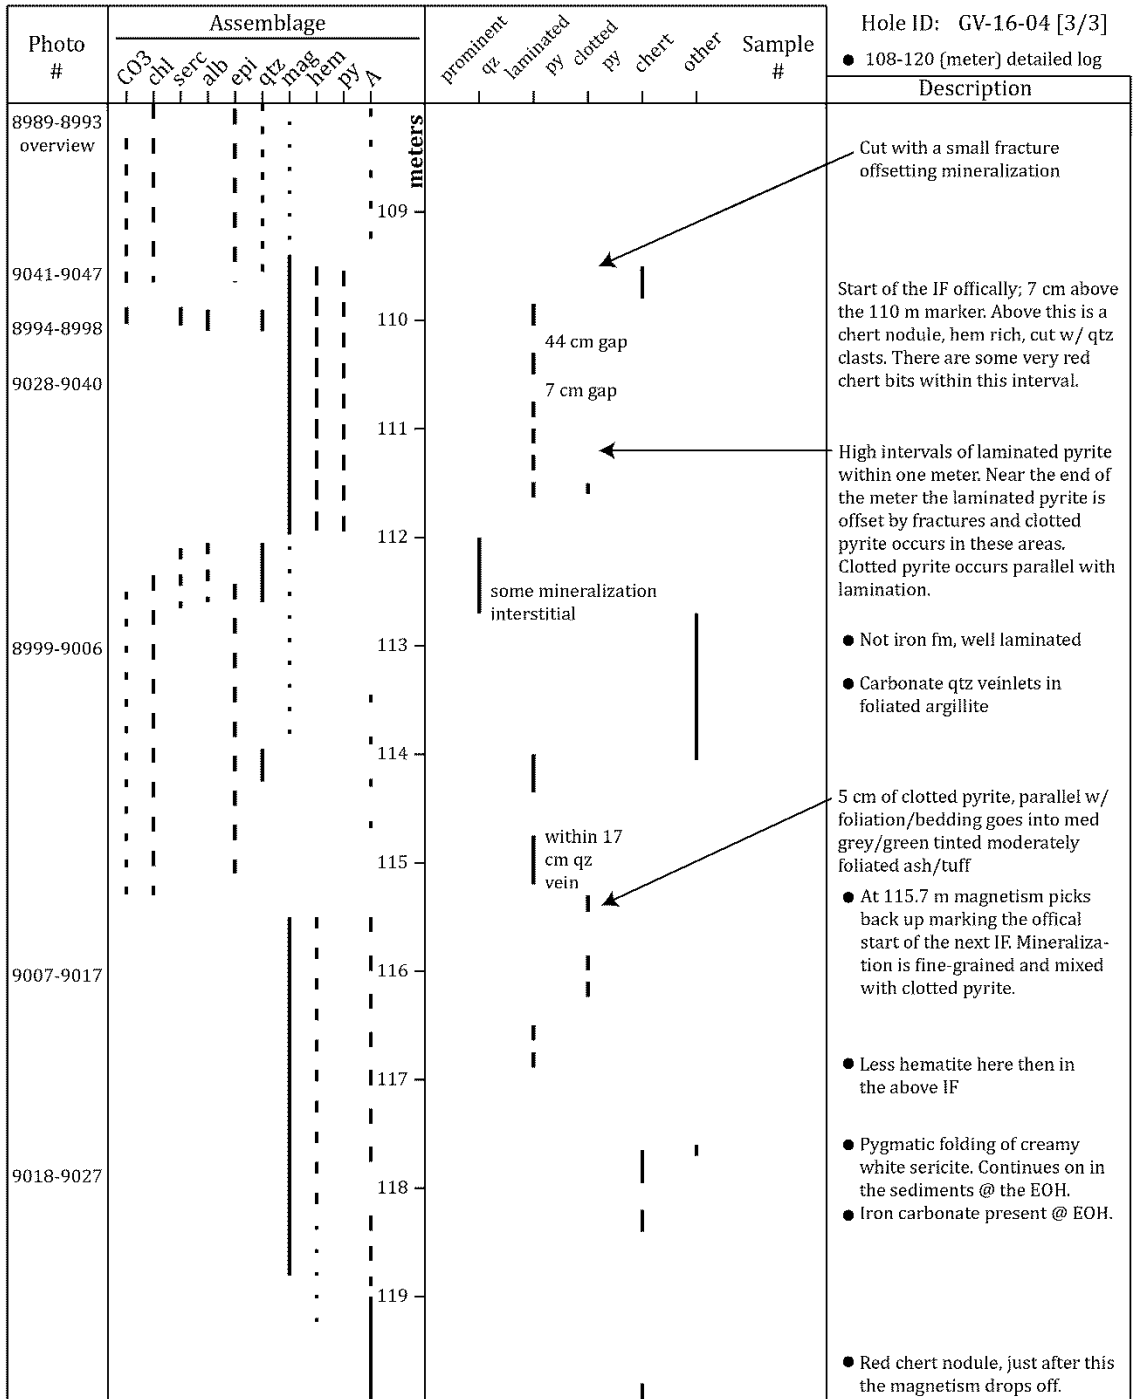 Photo
#
Assemblage
CO3
chl
serc
alb
epi
qtz
mag
hem
py
A
prominent
qz
laminated
py
clotted
py
chert
other
Sample
#
Hole ID: GV-16-04 [3/3]
● 108-120 (meter) detailed log
Description
meters
8989-8993
overview
9041-9047
8994-8998
9028-9040
8999-9006
9007-9017
9018-9027
109
110
111
112
113
114
115
116
117
118
119
44 cm gap
7 cm gap
some mineralization
interstitial
within 17
cm qz
vein
Cut with a small fracture
offsetting mineralization
Start of the IF offically; 7 cm above
the 110 m marker. Above this is a
chert nodule, hem rich, cut w/ qtz
clasts. There are some very red
chert bits within this interval.
High intervals of laminated pyrite
within one meter. Near the end of
the meter the laminated pyrite is
offset by fractures and clotted
pyrite occurs in these areas.
Clotted pyrite occurs parallel with
lamination.
● Not iron fm, well laminated
● Carbonate qtz veinlets in
foliated argillite
5 cm of clotted pyrite, parallel w/
foliation/bedding goes into med
grey/green tinted moderately
foliated ash/tuff
● At 115.7 m magnetism picks
back up marking the offical
start of the next IF. Mineraliza-
tion is fine-grained and mixed
with clotted pyrite.
● Less hematite here then in
the above IF
● Pygmatic folding of creamy
white sericite. Continues on in
the sediments @ the EOH.
● Iron carbonate present @ EOH.
● Red chert nodule, just after this
the magnetism drops off.